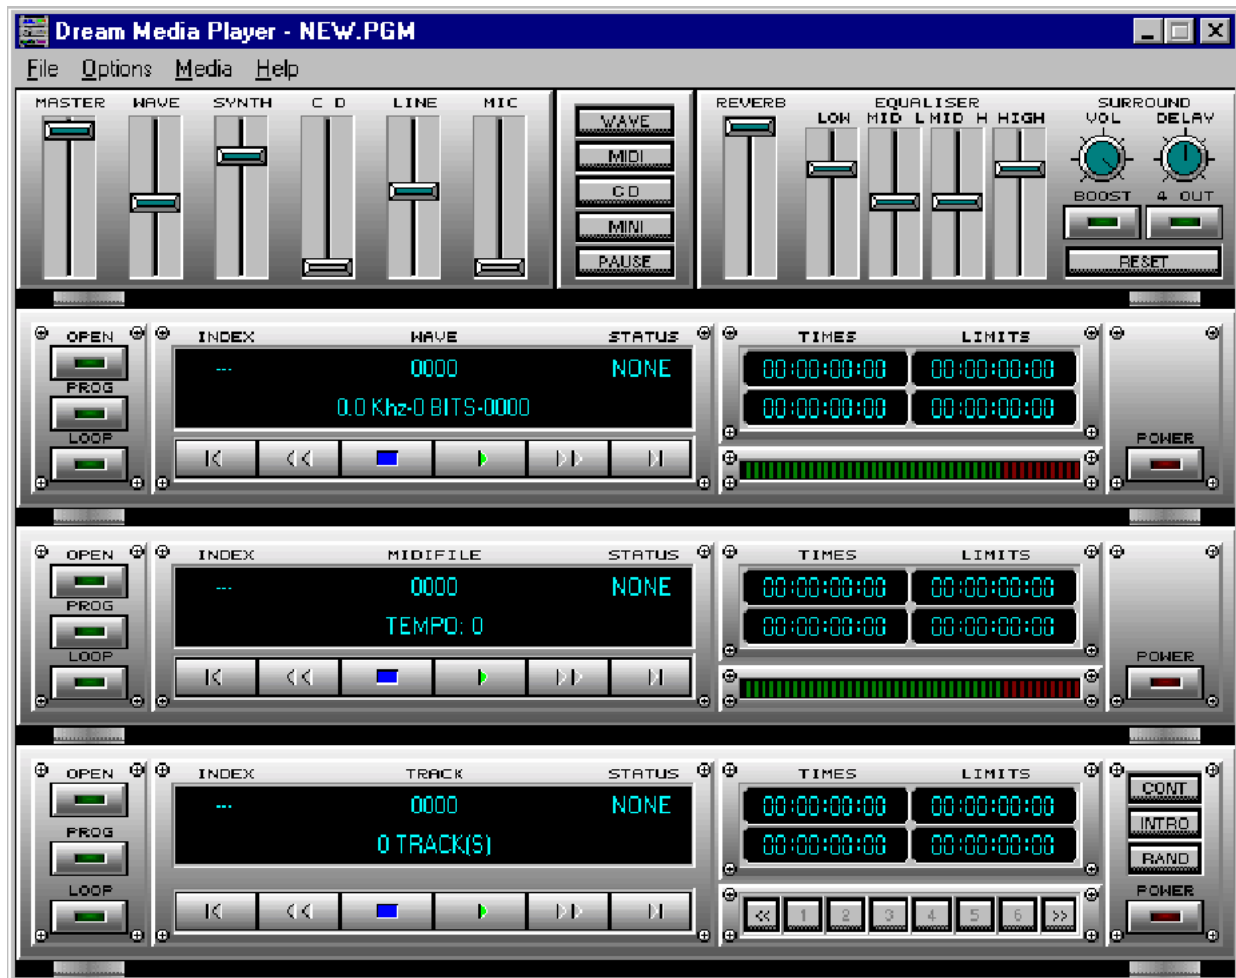 Dream Media Player - NEW.PGM
File Options Media Help
MASTER WAVE SYNTH C D LINE MIC
WAVE
MIDI
C D
MINI
PAUSE
REVERB EQUALISER SURROUND
LOW MID L MID H HIGH VOL DELAY
BOOST 4 OUT
RESET
OPEN INDEX WAVE STATUS TIMES LIMITS
--- 0000 NONE 00:00:00:00 00:00:00:00
PROG
0.0 Khz-0 BITS-0000 00:00:00:00 00:00:00:00
LOOP POWER
OPEN INDEX MIDIFILE STATUS TIMES LIMITS
--- 0000 NONE 00:00:00:00 00:00:00:00
PROG
TEMPO: 0 00:00:00:00 00:00:00:00
LOOP POWER
OPEN INDEX TRACK STATUS TIMES LIMITS
CONT
--- 0000 NONE 00:00:00:00 00:00:00:00
PROG INTRO
0 TRACK(S) 00:00:00:00 00:00:00:00
RAND
LOOP POWER
<< 1 2 3 4 5 6 >>